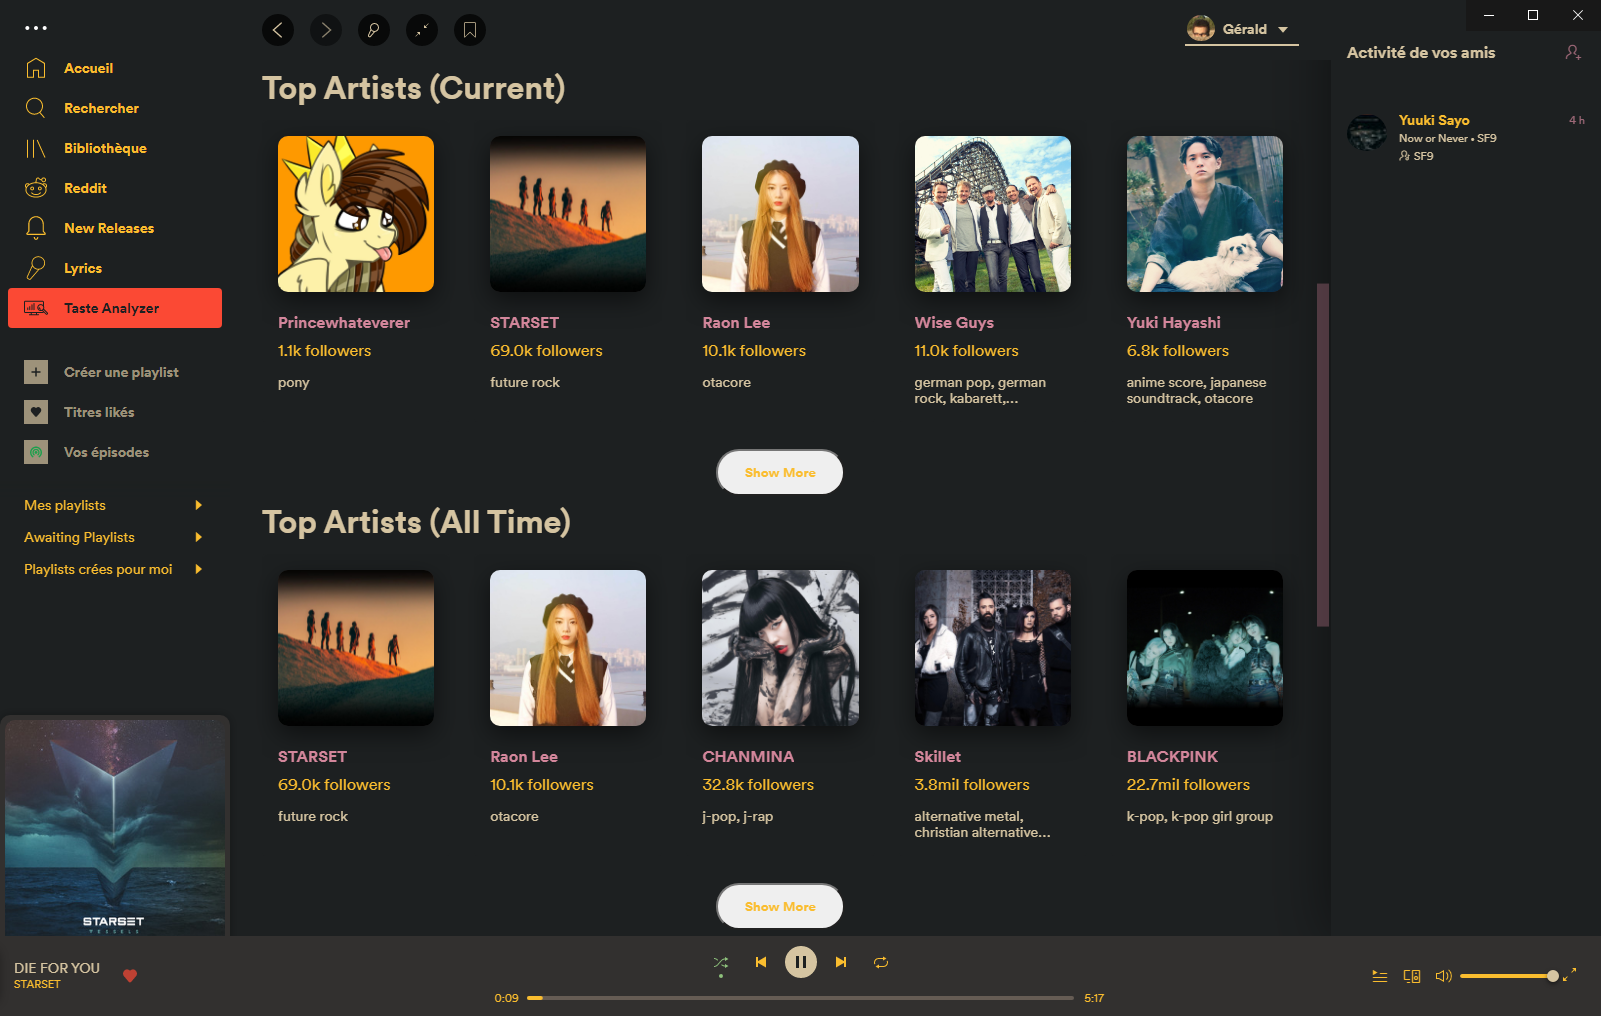 Accueil
Rechercher
Bibliothèque
Reddit
New Releases
Lyrics
Taste Analyzer
Créer une playlist
Titres likés
Vos épisodes
Mes playlists
Awaiting Playlists
Playlists crées pour moi
STARSET
VESSELS
DIE FOR YOU
STARSET
Gérald
Top Artists (Current)
Princewhateverer
1.1k followers
pony
STARSET
69.0k followers
future rock
Raon Lee
10.1k followers
otacore
Wise Guys
11.0k followers
german pop, german
rock, kabarett,...
Yuki Hayashi
6.8k followers
anime score, japanese
soundtrack, otacore
Show More
Top Artists (All Time)
STARSET
69.0k followers
future rock
Raon Lee
10.1k followers
otacore
CHANMINA
32.8k followers
j-pop, j-rap
Skillet
3.8mil followers
alternative metal,
christian alternative...
BLACKPINK
22.7mil followers
k-pop, k-pop girl group
Show More
0:09
5:17
Activité de vos amis
Yuuki Sayo
4 h
Now or Never • SF9
SF9